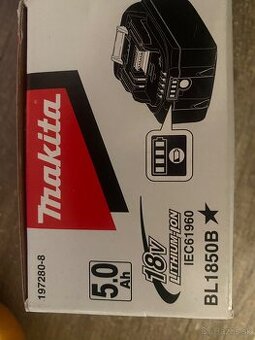 Makita
197280-8
5.0
Ah
18V
LITHIUM-ION
IEC61960
BL1850B★